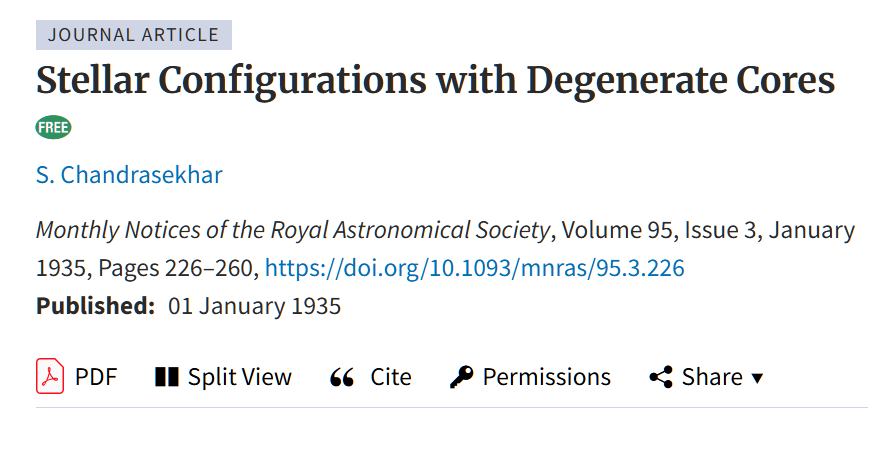 JOURNAL ARTICLE
Stellar Configurations with Degenerate Cores
FREE
S. Chandrasekhar
Monthly Notices of the Royal Astronomical Society, Volume 95, Issue 3, January
1935, Pages 226–260, https://doi.org/10.1093/mnras/95.3.226
Published: 01 January 1935
PDF Split View Cite Permissions Share